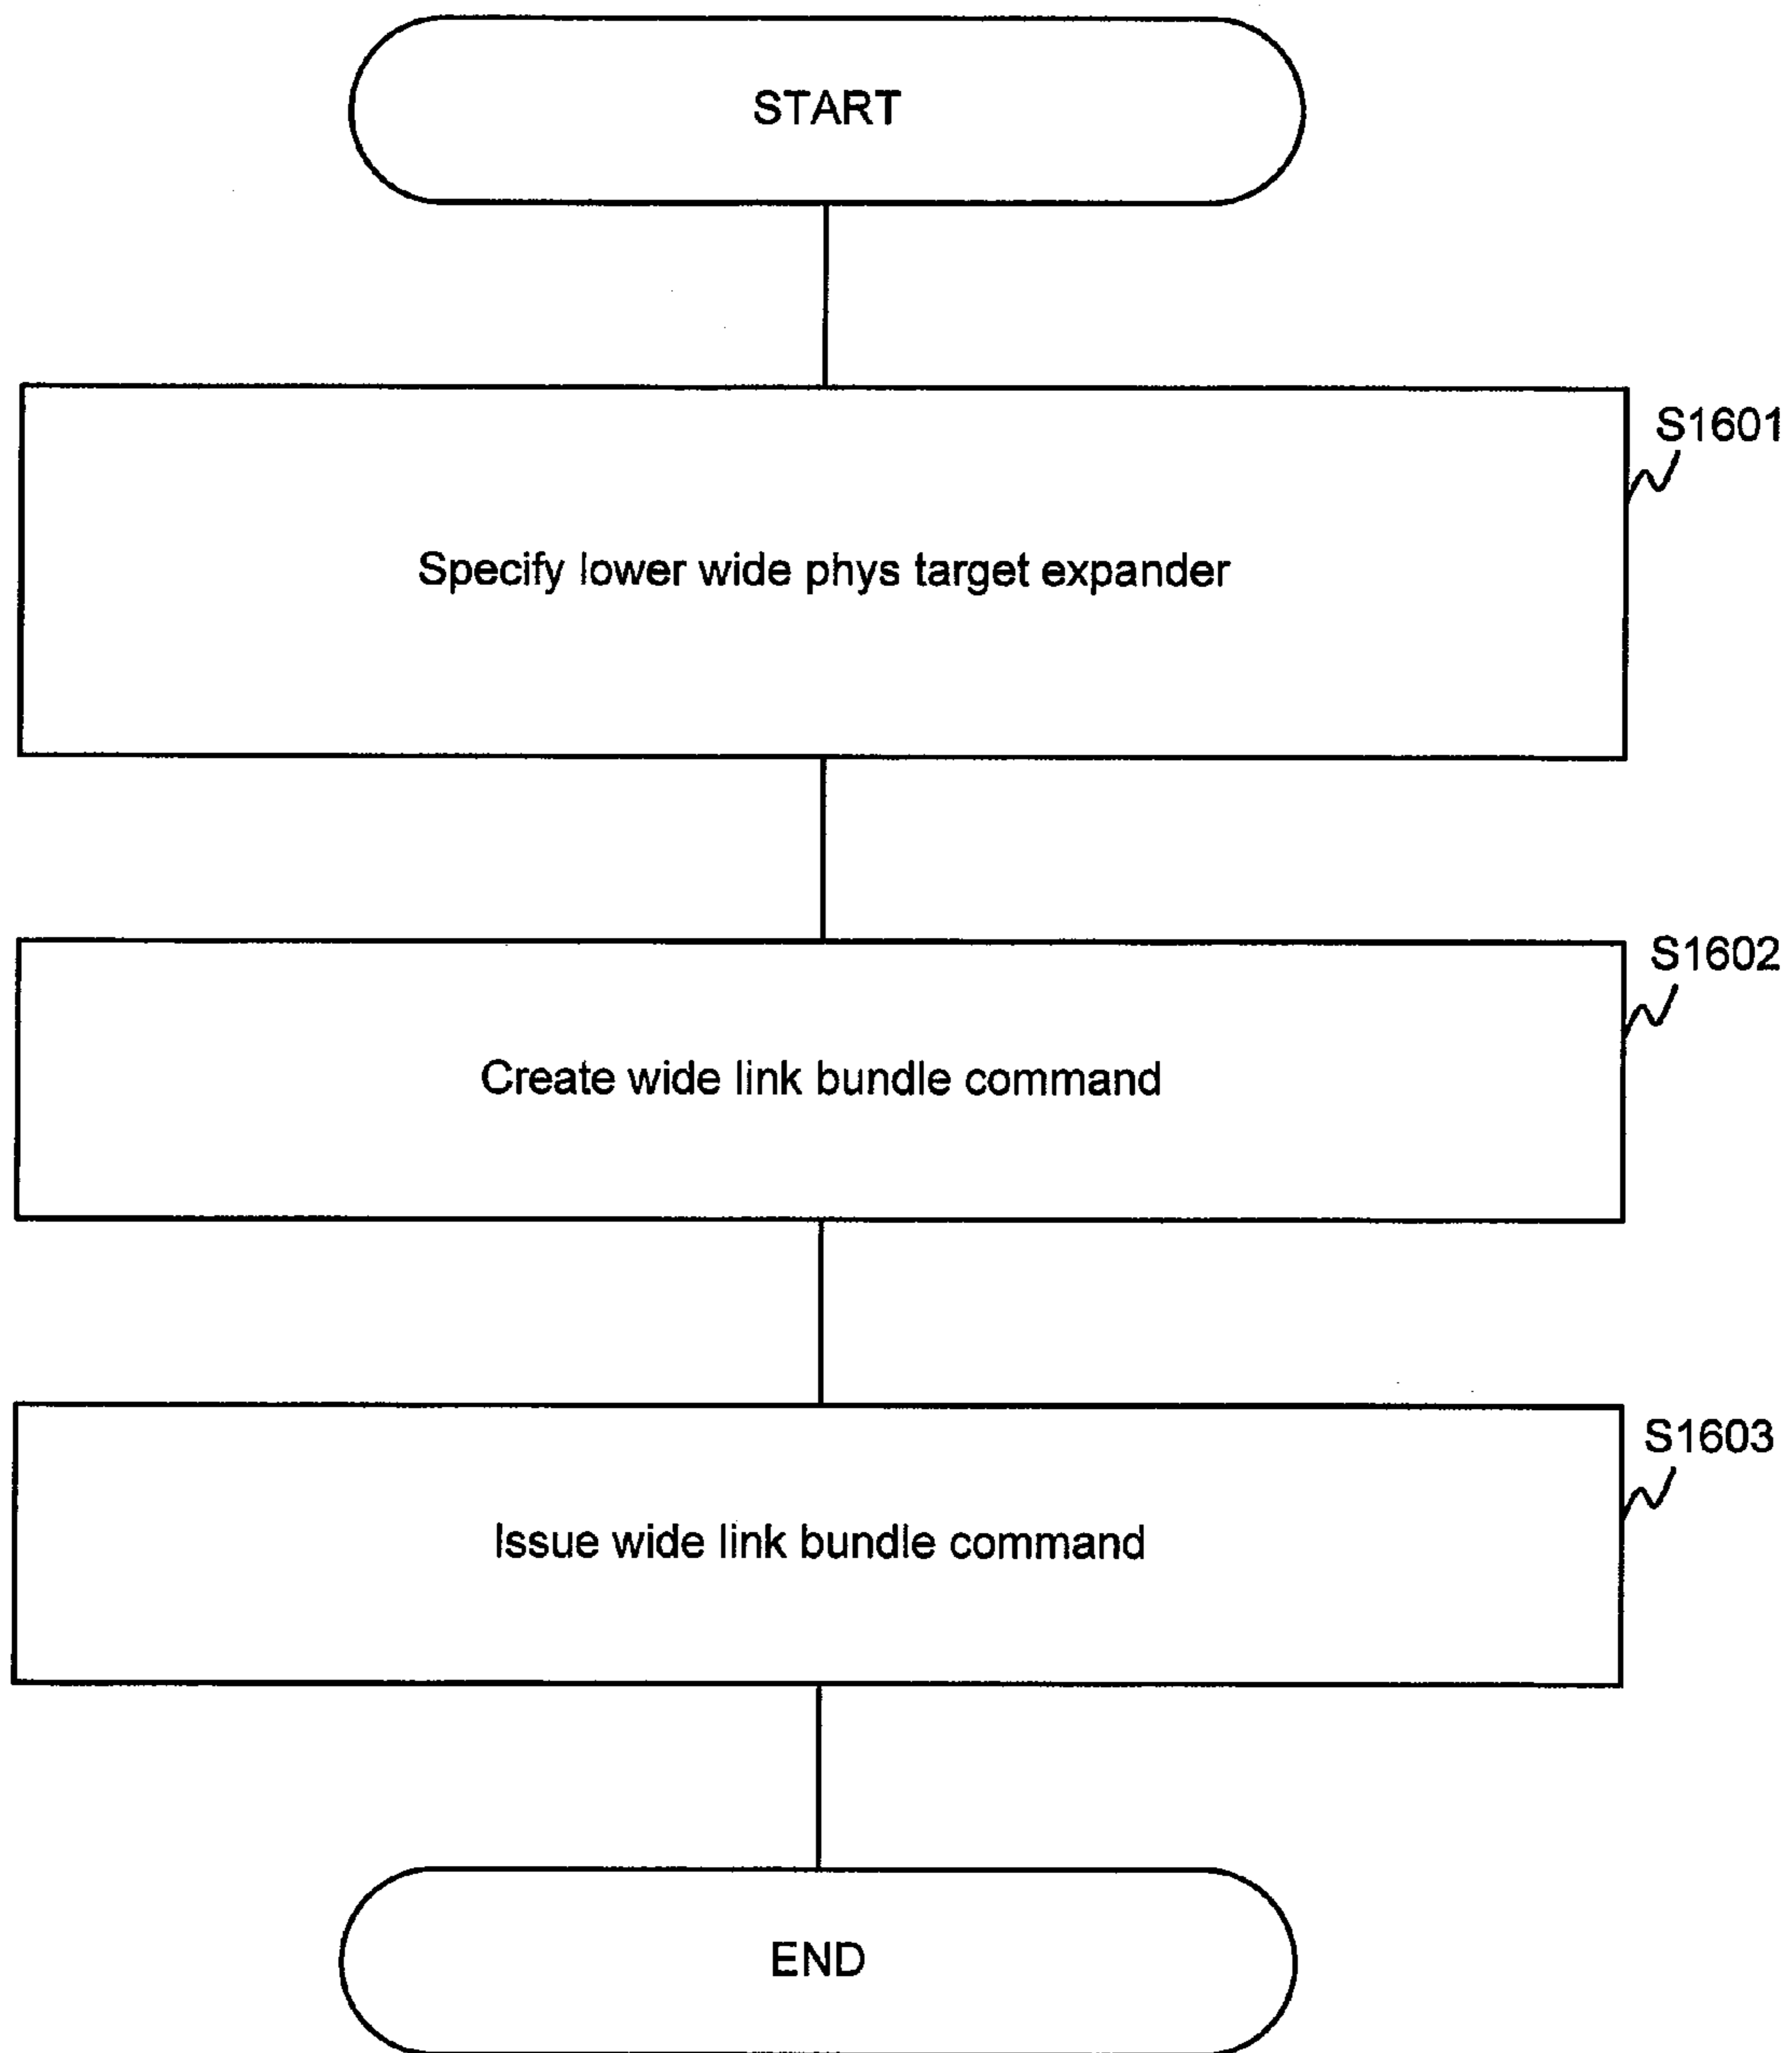 START
S1601
Specify lower wide phys target expander
S1602
Create wide link bundle command
S1603
Issue wide link bundle command
END